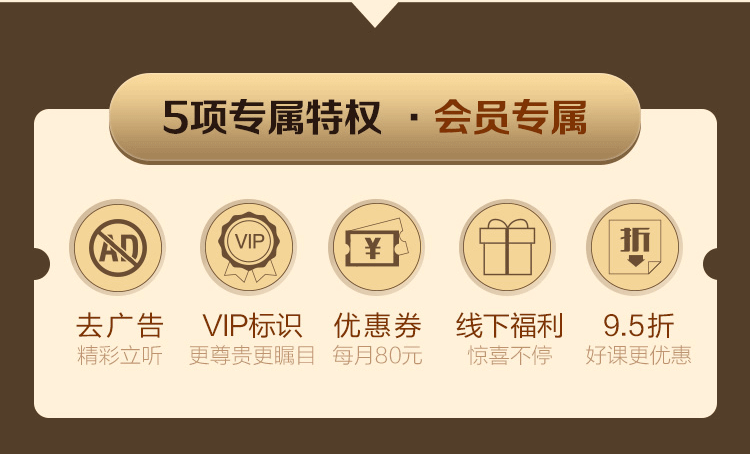 5项专属特权 · 会员专属
AD
VIP
¥
折
去广告
VIP标识
优惠券
线下福利
9.5折
精彩立听
更尊贵更瞩目
每月80元
惊喜不停
好课更优惠